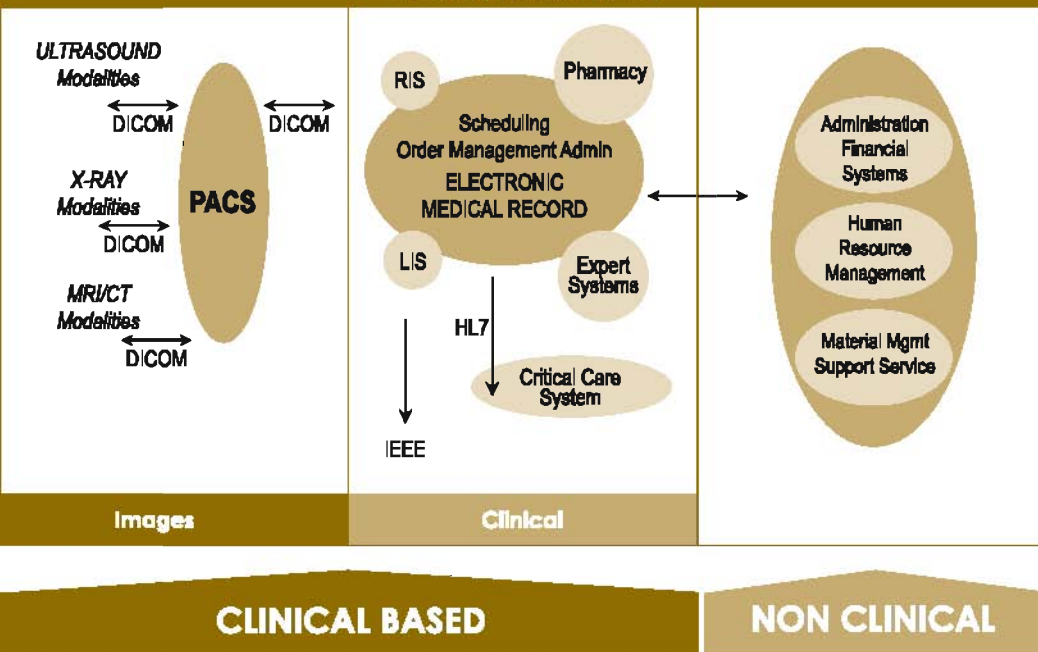 ULTRASOUND
Modalities
DICOM
DICOM
X-RAY
Modalities
DICOM
MRI/CT
Modalities
DICOM
PACS
RIS
Pharmacy
Scheduling
Order Management Admin
ELECTRONIC
MEDICAL RECORD
LIS
Expert
Systems
HL7
Critical Care
System
IEEE
Administration
Financial
Systems
Human
Resource
Management
Material Mgmt
Support Service
Images
Clinical
CLINICAL BASED
NON CLINICAL